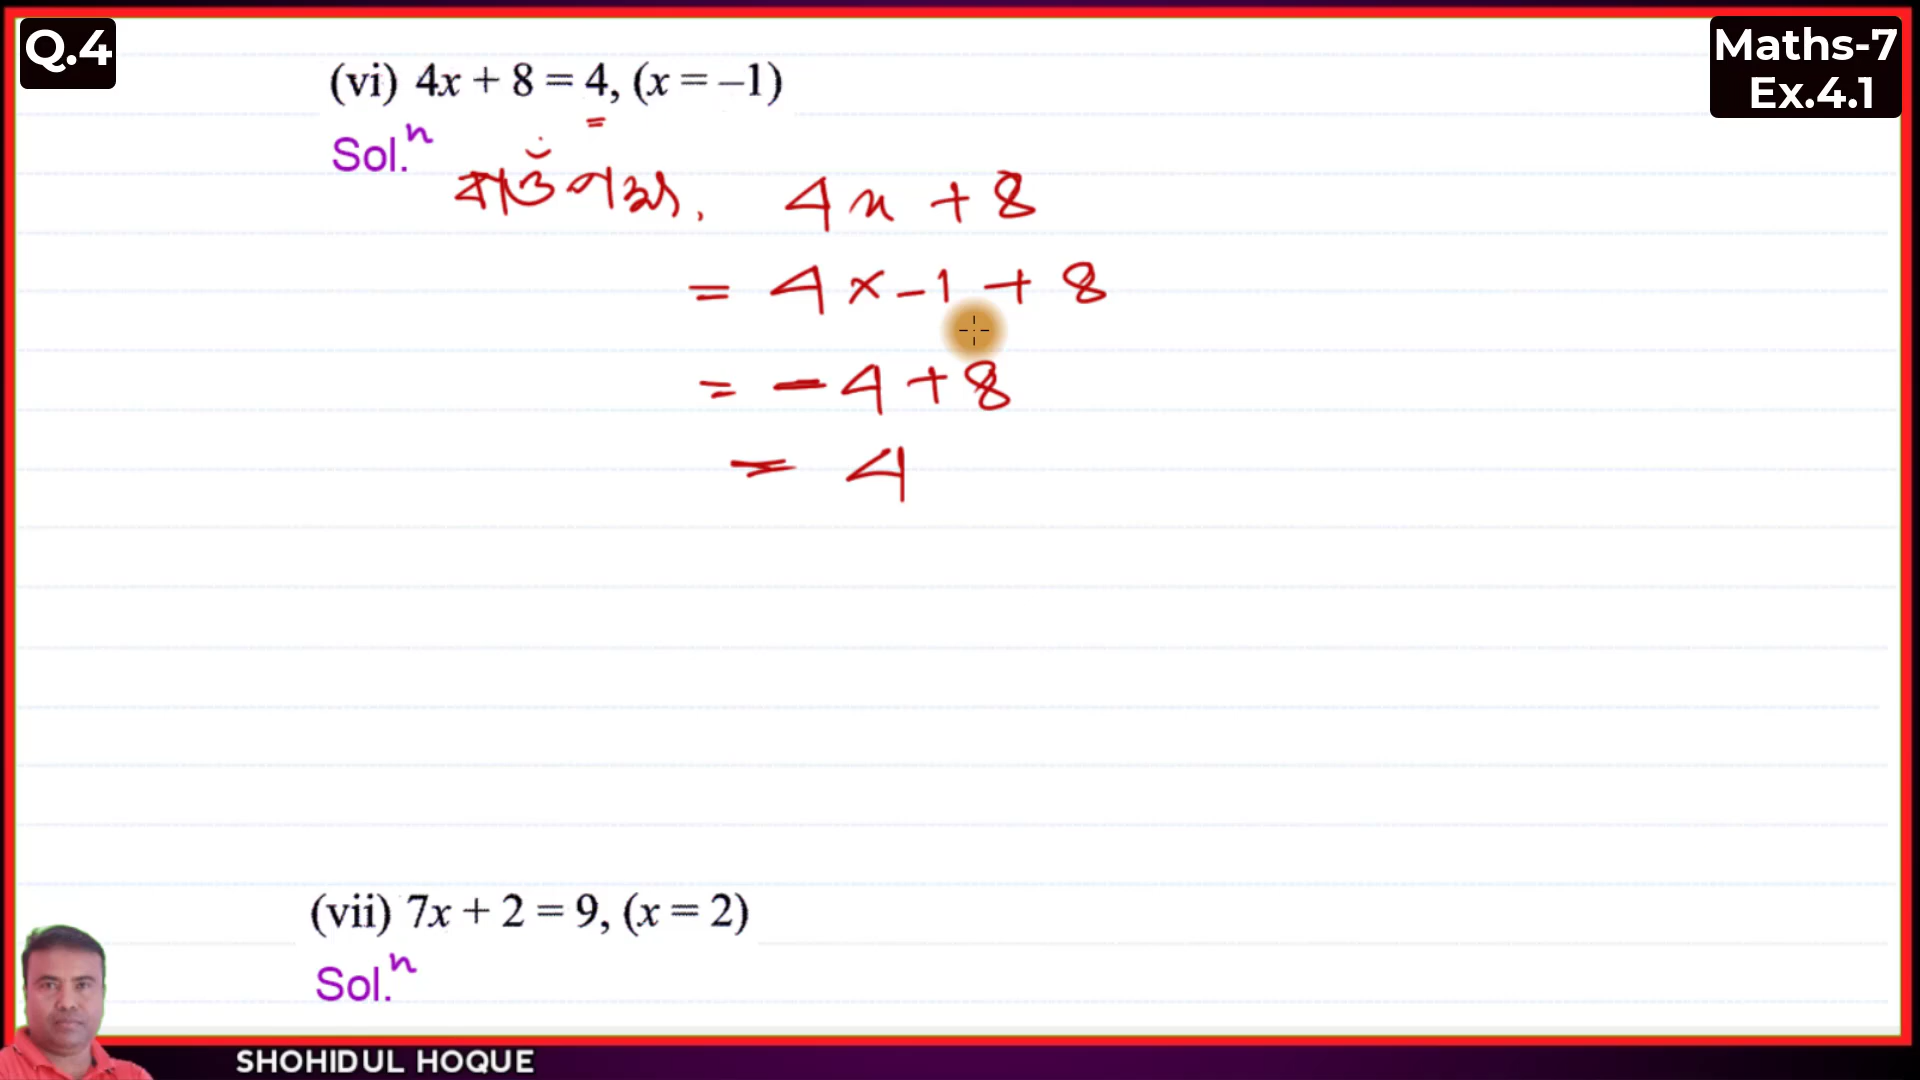 Q.4
Maths-7
Ex.4.1
(vi) 4x + 8 = 4, (x = –1)
Sol.ⁿ
বাওঁপক্ষ, 4x + 8
= 4 × -1 + 8
= - 4 + 8
= 4
(vii) 7x + 2 = 9, (x = 2)
Sol.ⁿ
SHOHIDUL HOQUE